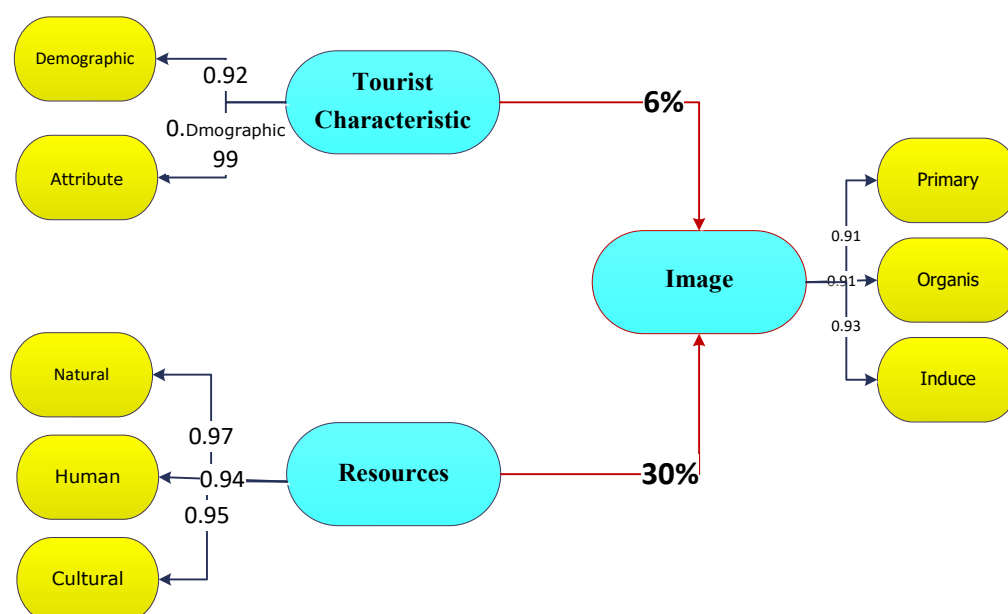 Demographic
0.92
Tourist
Characteristic
6%
0.Dmographic
99
Attribute
Primary
0.91
Image
0.91
Organis
0.93
Induce
Natural
0.97
Human
0.94
Resources
30%
0.95
Cultural